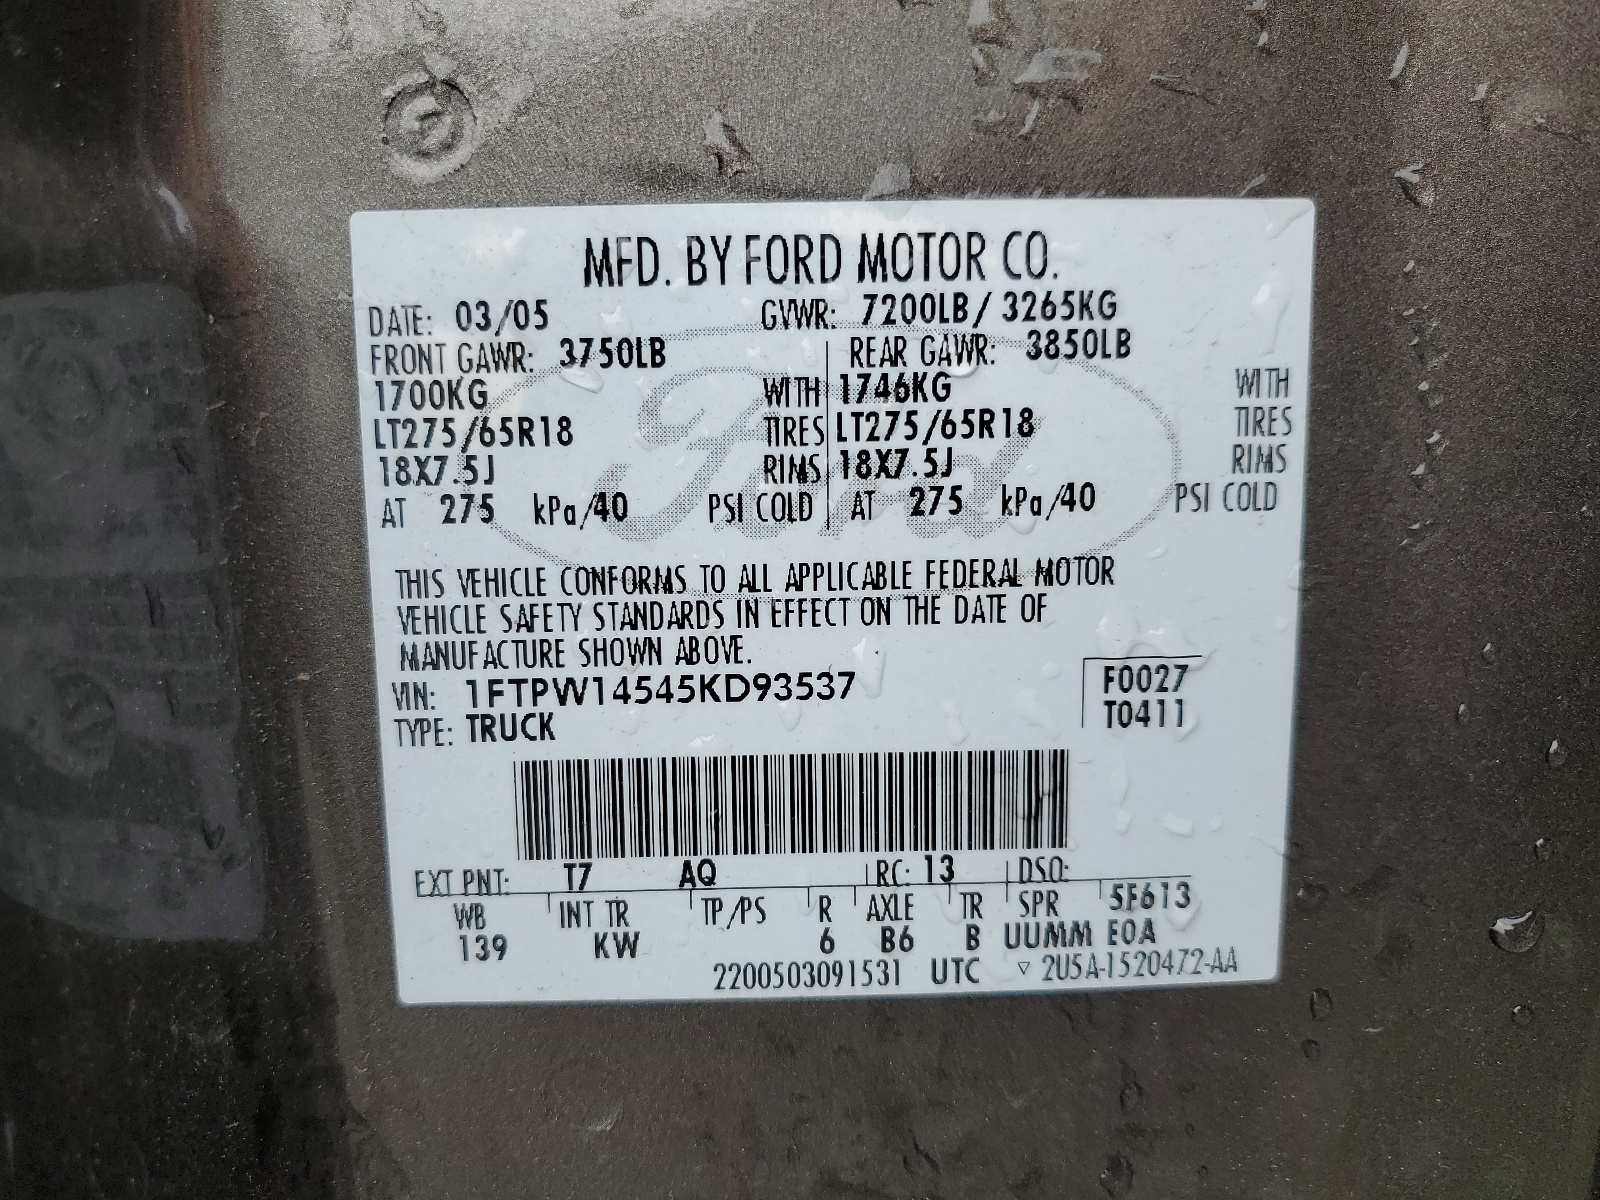 MFD. BY FORD MOTOR CO.
DATE: 03/05 GVWR: 7200LB/ 3265KG
FRONT GAWR: 3750LB REAR GAWR: 3850LB
1700KG WITH 1746KG WITH
LT275/65R18 TIRES LT275/65R18 TIRES
18X7.5J RIMS 18X7.5J RIMS
AT 275 kPa/40 PSI COLD AT 275 kPa/40 PSI COLD
Ford
THIS VEHICLE CONFORMS TO ALL APPLICABLE FEDERAL MOTOR
VEHICLE SAFETY STANDARDS IN EFFECT ON THE DATE OF
MANUFACTURE SHOWN ABOVE.
VIN: 1FTPW14545KD93537 F0027
TYPE: TRUCK T0411
EXT PNT: T7 AQ RC: 13 DSO:
WB INT TR TP/PS R AXLE TR SPR 5F613
139 KW 6 B6 B UUMM EOA
2200503091531 UTC ▽ 2U5A-1520472-AA